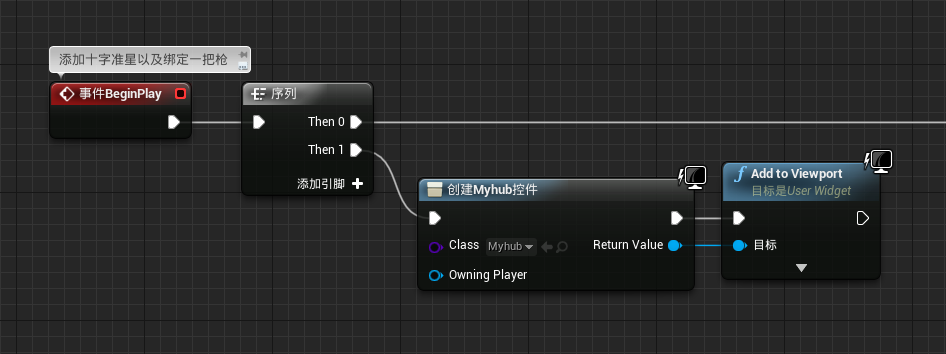 添加十字准星以及绑定一把枪
事件BeginPlay
序列
Then 0
Then 1
添加引脚
创建Myhub控件
Class
Myhub
Return Value
Owning Player
f Add to Viewport
目标是User Widget
目标